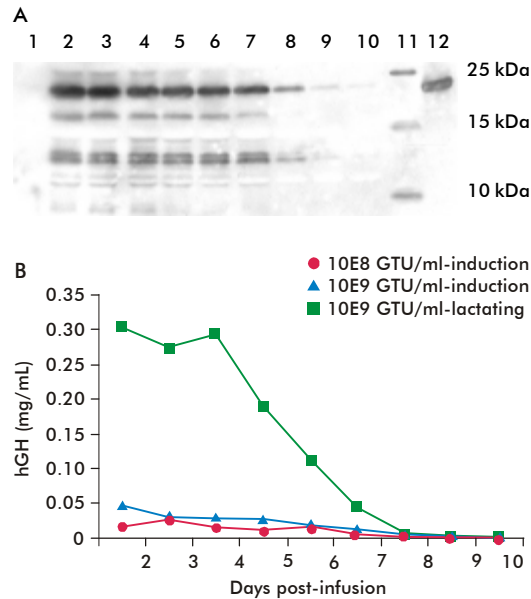 A
1 2 3 4 5 6 7 8 9 10 11 12
25 kDa
15 kDa
10 kDa
B
10E8 GTU/ml-induction
10E9 GTU/ml-induction
10E9 GTU/ml-lactating
hGH (mg/mL)
0.35
0.30
0.25
0.20
0.15
0.10
0.05
0
2 3 4 5 6 7 8 9 10
Days post-infusion